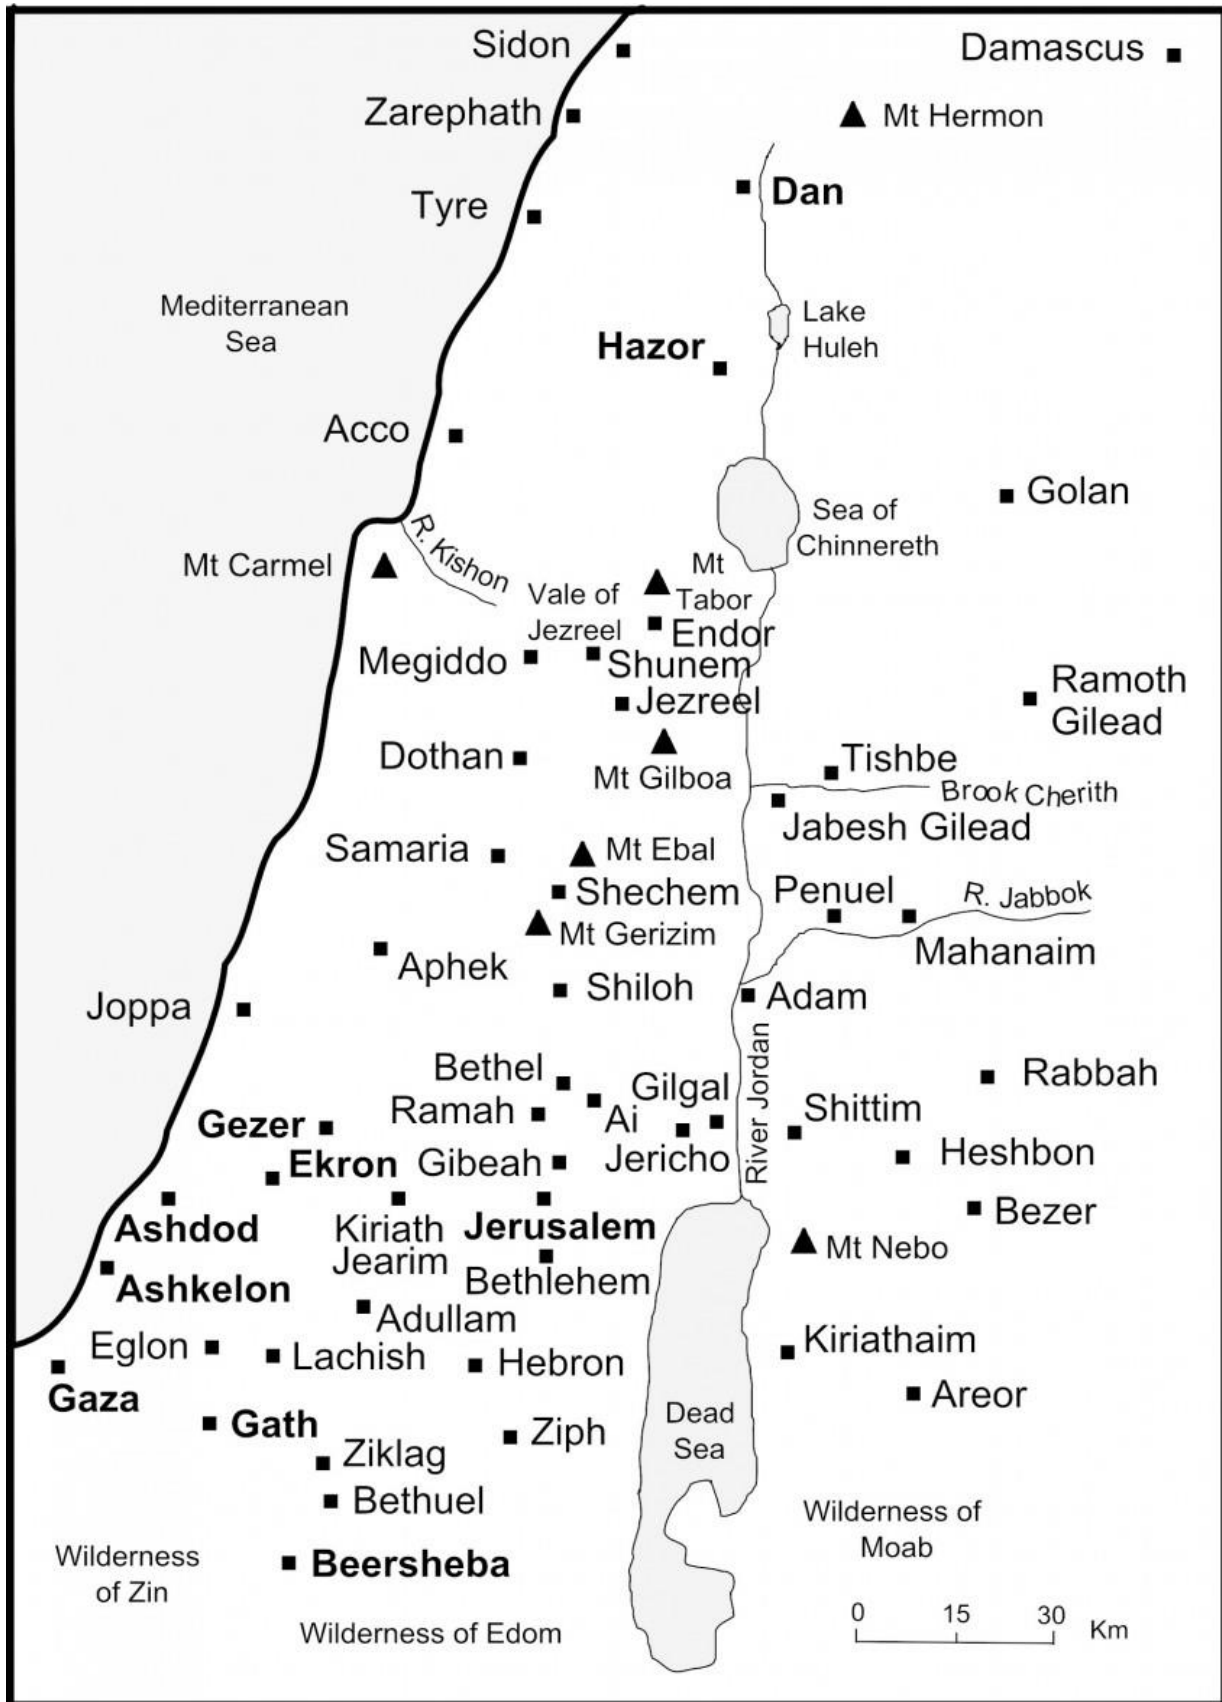 Sidon
Damascus
Zarephath
Mt Hermon
Dan
Tyre
Mediterranean
Sea
Lake
Huleh
Hazor
Acco
Golan
Sea of
Chinnereth
R. Kishon
Mt Carmel
Mt
Tabor
Vale of
Jezreel
Endor
Megiddo
Shunem
Ramoth
Gilead
Jezreel
Dothan
Tishbe
Mt Gilboa
Brook Cherith
Jabesh Gilead
Samaria
Mt Ebal
Shechem
Penuel
R. Jabbok
Mt Gerizim
Mahanaim
Aphek
Shiloh
Adam
Joppa
River Jordan
Bethel
Rabbah
Gilgal
Ramah
Ai
Shittim
Gezer
Ekron
Gibeah
Jericho
Heshbon
Ashdod
Kiriath
Jearim
Jerusalem
Bezer
Mt Nebo
Ashkelon
Bethlehem
Adullam
Eglon
Lachish
Hebron
Kiriathaim
Gaza
Areor
Gath
Dead
Sea
Ziph
Ziklag
Bethuel
Wilderness of
Moab
Wilderness
of Zin
Beersheba
Wilderness of Edom
0 15 30
Km